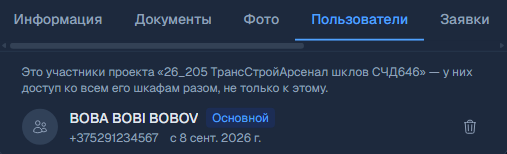 Информация Документы Фото Пользователи Заявки
Это участники проекта «26_205 ТрансСтройАрсенал шклов СЧД646» — у них
доступ ко всем его шкафам разом, не только к этому.
BOBA BOBI BOBOV Основной
+375291234567 с 8 сент. 2026 г.